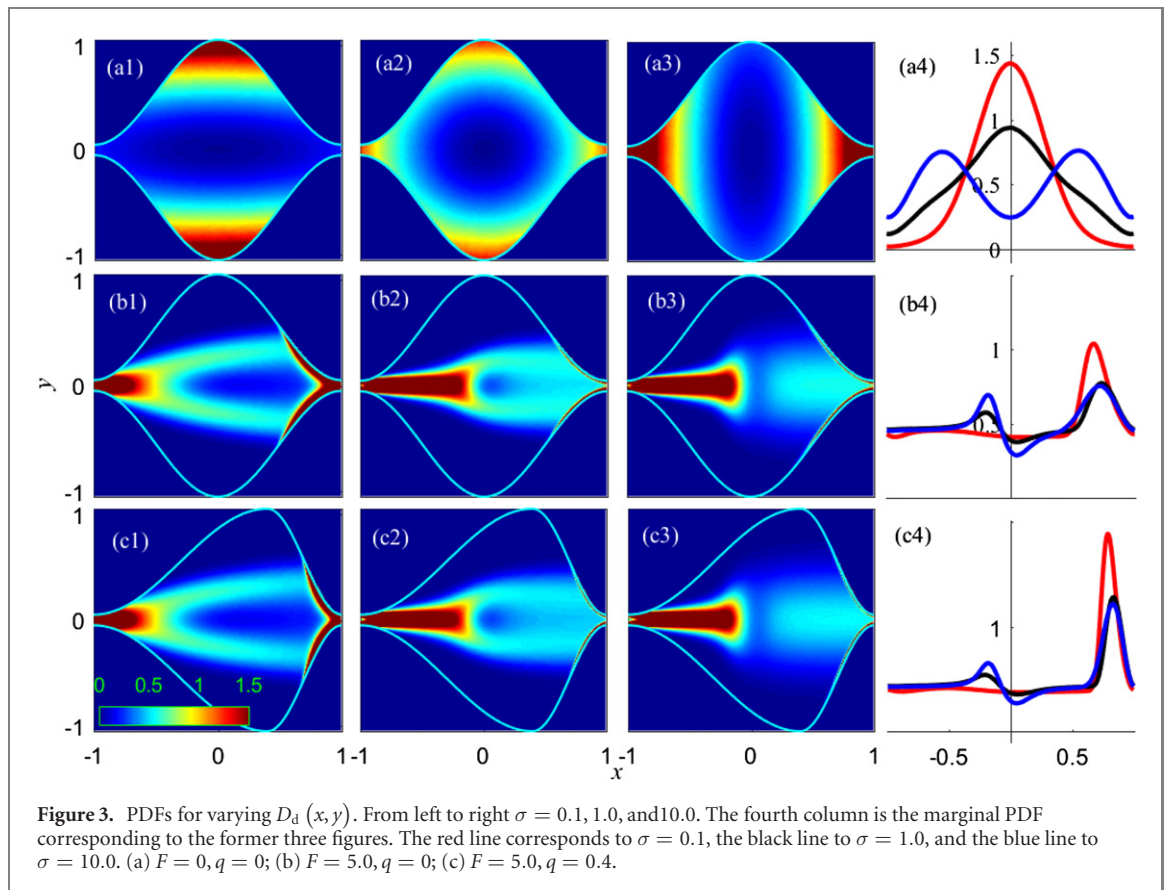 1
(a1)
(a2)
(a3)
(a4)
1.5
1
0.5
0
0
-1
1
(b1)
(b2)
(b3)
(b4)
1
0.5
y
0
-1
1
(c1)
(c2)
(c3)
(c4)
1
0
0 0.5 1 1.5
-1
-1 0 1 0 1 -1 0 1 -0.5 0.5
x
Figure 3. PDFs for varying D_d (x, y). From left to right σ = 0.1, 1.0, and10.0. The fourth column is the marginal PDF
corresponding to the former three figures. The red line corresponds to σ = 0.1, the black line to σ = 1.0, and the blue line to
σ = 10.0. (a) F = 0, q = 0; (b) F = 5.0, q = 0; (c) F = 5.0, q = 0.4.